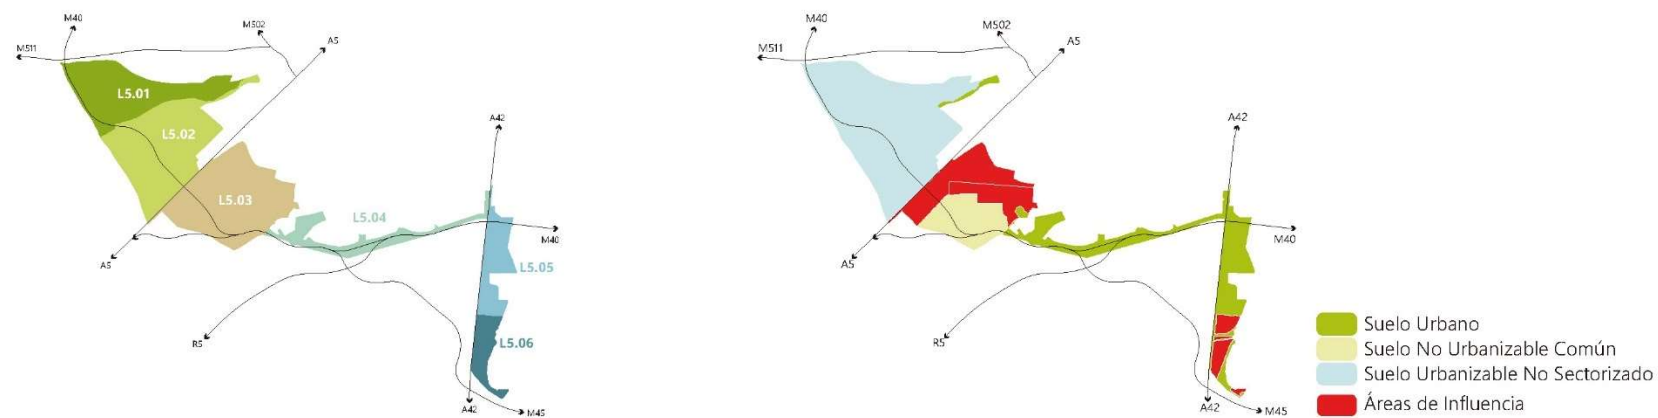 M40
M502
M511
A5
L5.01
L5.02
A42
L5.03
L5.04
M40
A5
L5.05
R5
L5.06
A42
M45
M40
M502
M511
A5
A42
M40
A5
R5
A42
M45
Suelo Urbano
Suelo No Urbanizable Común
Suelo Urbanizable No Sectorizado
Áreas de Influencia